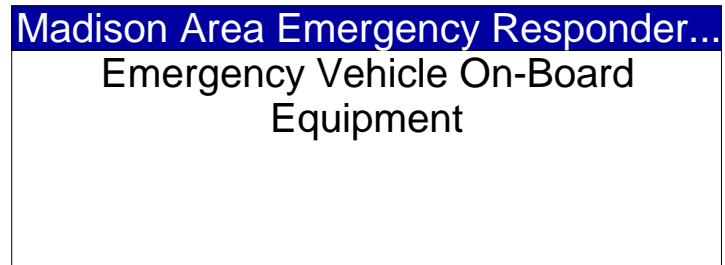 Madison Area Emergency Responder...
Emergency Vehicle On-Board
Equipment